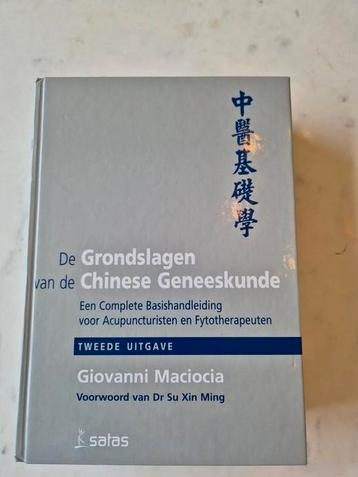 中醫基礎學
De Grondslagen
van de Chinese Geneeskunde
Een Complete Basishandleiding
voor Acupuncturisten en Fytotherapeuten
TWEEDE UITGAVE
Giovanni Maciocia
Voorwoord van Dr Su Xin Ming
satas